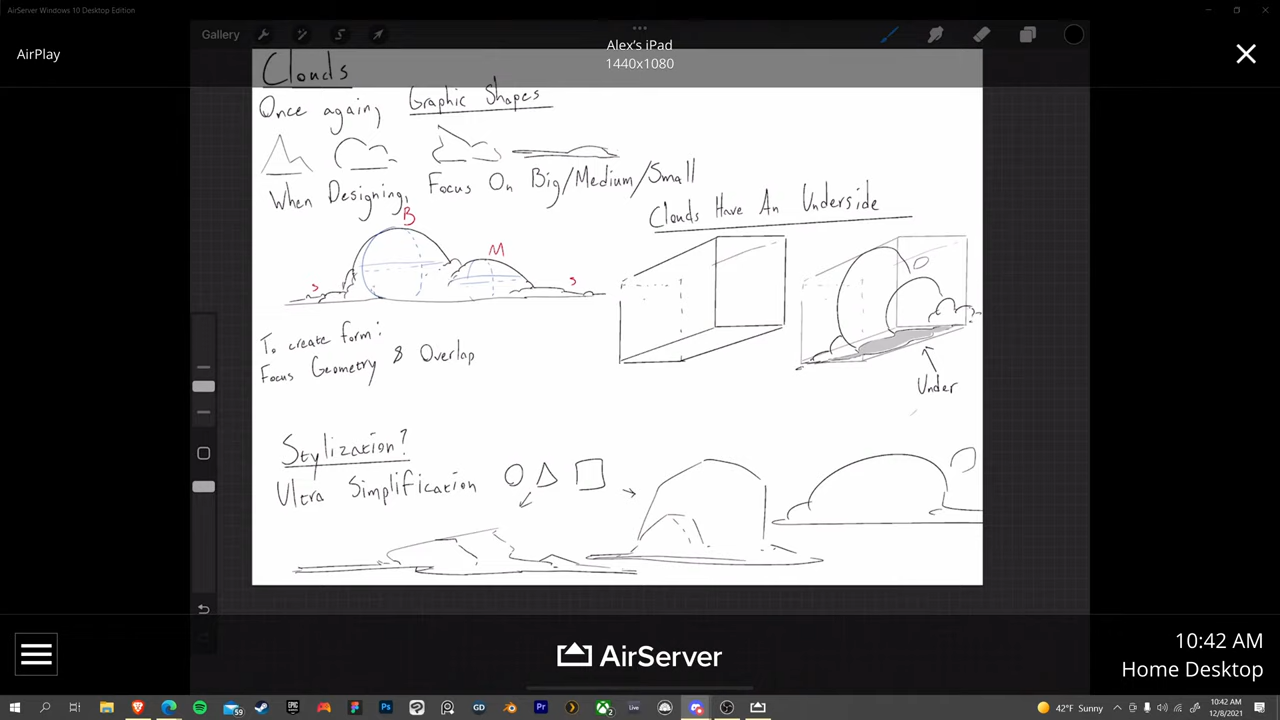 AirServer Windows 10 Desktop Edition
AirPlay
Gallery
Alex's iPad
1440x1080
Clouds
Once again, Graphic Shapes
When Designing, Focus On Big/Medium/Small
B
M
S
S
Clouds Have An Underside
Under
To create form:
Focus Geometry & Overlap
Stylization?
Ultra Simplification
AirServer
10:42 AM
Home Desktop
59
42°F Sunny
10:42 AM
12/8/2021